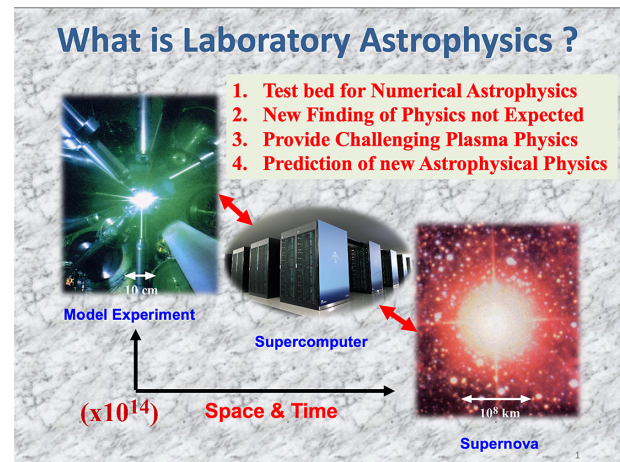 What is Laboratory Astrophysics ?
1. Test bed for Numerical Astrophysics
2. New Finding of Physics not Expected
3. Provide Challenging Plasma Physics
4. Prediction of new Astrophysical Physics
10 cm
Model Experiment
Supercomputer
(x10¹⁴)
Space & Time
10⁸ km
Supernova
1